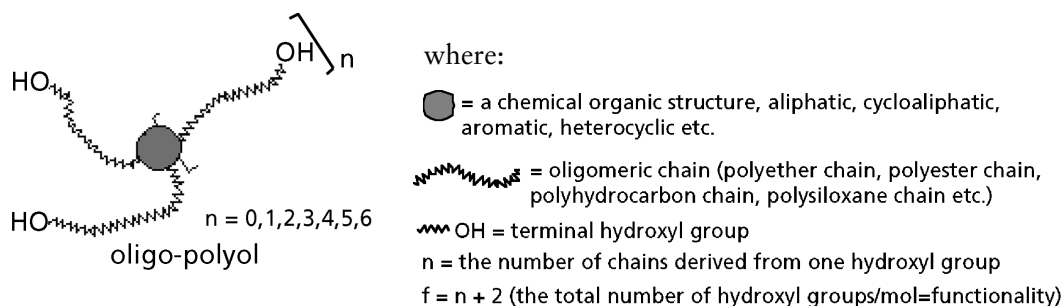 OH
n
HO
HO
n = 0,1,2,3,4,5,6
oligo-polyol
where:
= a chemical organic structure, aliphatic, cycloaliphatic,
aromatic, heterocyclic etc.
= oligomeric chain (polyether chain, polyester chain,
polyhydrocarbon chain, polysiloxane chain etc.)
OH = terminal hydroxyl group
n = the number of chains derived from one hydroxyl group
f = n + 2 (the total number of hydroxyl groups/mol=functionality)